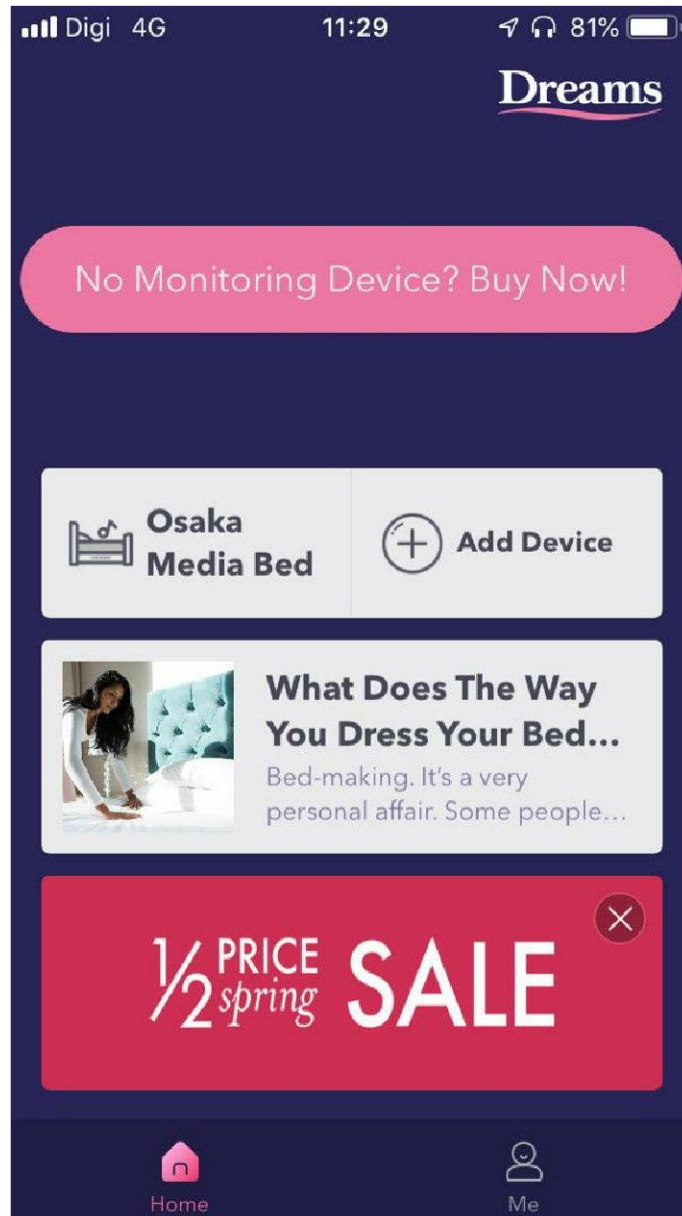 Digi 4G 11:29 81%
Dreams
No Monitoring Device? Buy Now!
Osaka
Media Bed
Add Device
What Does The Way
You Dress Your Bed...
Bed-making. It's a very
personal affair. Some people...
½ PRICE spring SALE
Home
Me